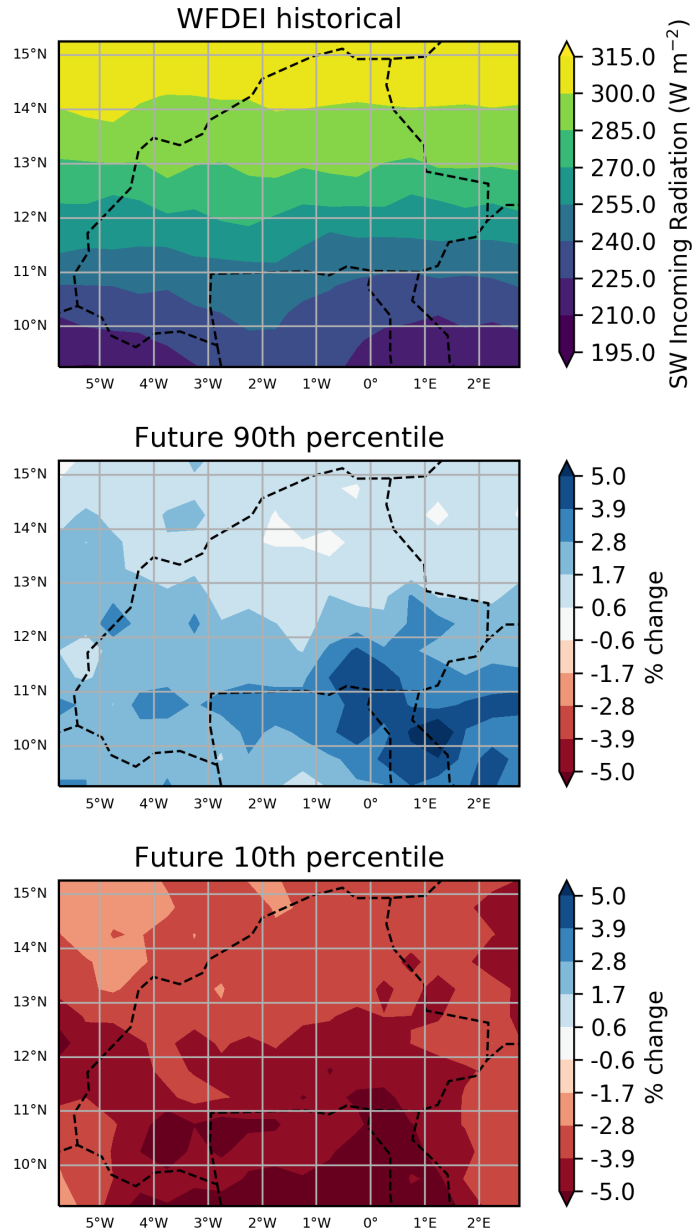 WFDEI historical
15°N
14°N
13°N
12°N
11°N
10°N
5°W 4°W 3°W 2°W 1°W 0° 1°E 2°E
315.0
300.0
285.0
270.0
255.0
240.0
225.0
210.0
195.0
SW Incoming Radiation (W m⁻²)
Future 90th percentile
15°N
14°N
13°N
12°N
11°N
10°N
5°W 4°W 3°W 2°W 1°W 0° 1°E 2°E
5.0
3.9
2.8
1.7
0.6
-0.6
-1.7
-2.8
-3.9
-5.0
% change
Future 10th percentile
15°N
14°N
13°N
12°N
11°N
10°N
5°W 4°W 3°W 2°W 1°W 0° 1°E 2°E
5.0
3.9
2.8
1.7
0.6
-0.6
-1.7
-2.8
-3.9
-5.0
% change